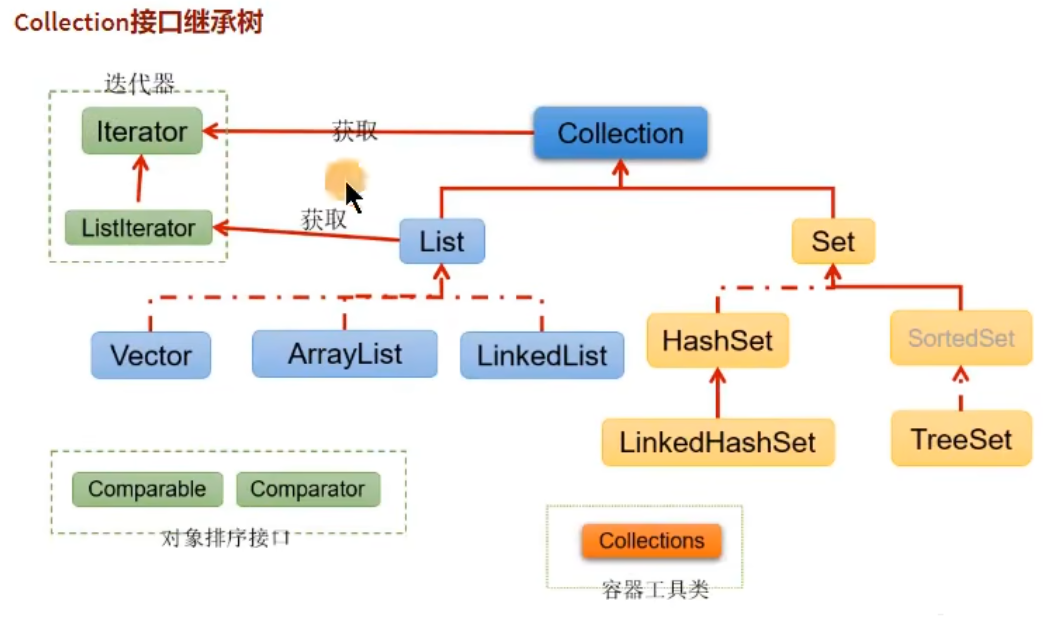 Collection接口继承树
迭代器
Iterator
获取
Collection
ListIterator
获取
List
Set
Vector
ArrayList
LinkedList
HashSet
SortedSet
LinkedHashSet
TreeSet
Comparable
Comparator
对象排序接口
Collections
容器工具类